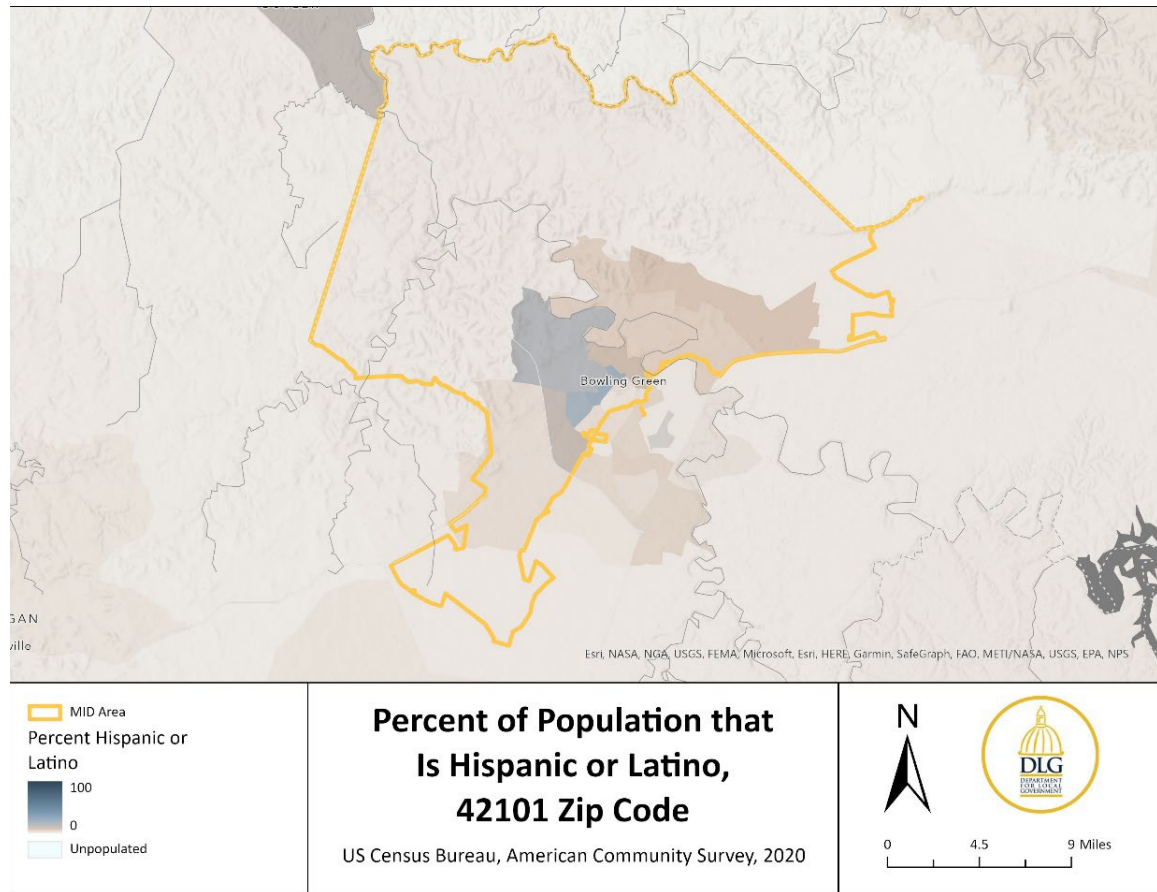 Bowling Green
GAN
ville
Esri, NASA, NGA, USGS, FEMA, Microsoft, Esri, HERE, Garmin, SafeGraph, FAO, METI/NASA, USGS, EPA, NPS
MID Area
Percent Hispanic or
Latino
100
0
Unpopulated
Percent of Population that
Is Hispanic or Latino,
42101 Zip Code
US Census Bureau, American Community Survey, 2020
N
0 4.5 9 Miles
DLG
DEPARTMENT
FOR LOCAL
GOVERNMENT